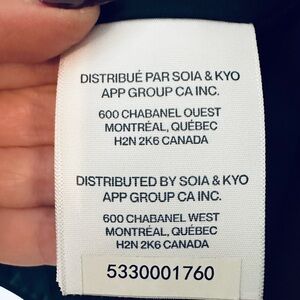 DISTRIBUÉ PAR SOIA & KYO
APP GROUP CA INC.
600 CHABANEL OUEST
MONTRÉAL, QUÉBEC
H2N 2K6 CANADA
DISTRIBUTED BY SOIA & KYO
APP GROUP CA INC.
600 CHABANEL WEST
MONTRÉAL, QUÉBEC
H2N 2K6 CANADA
5330001760